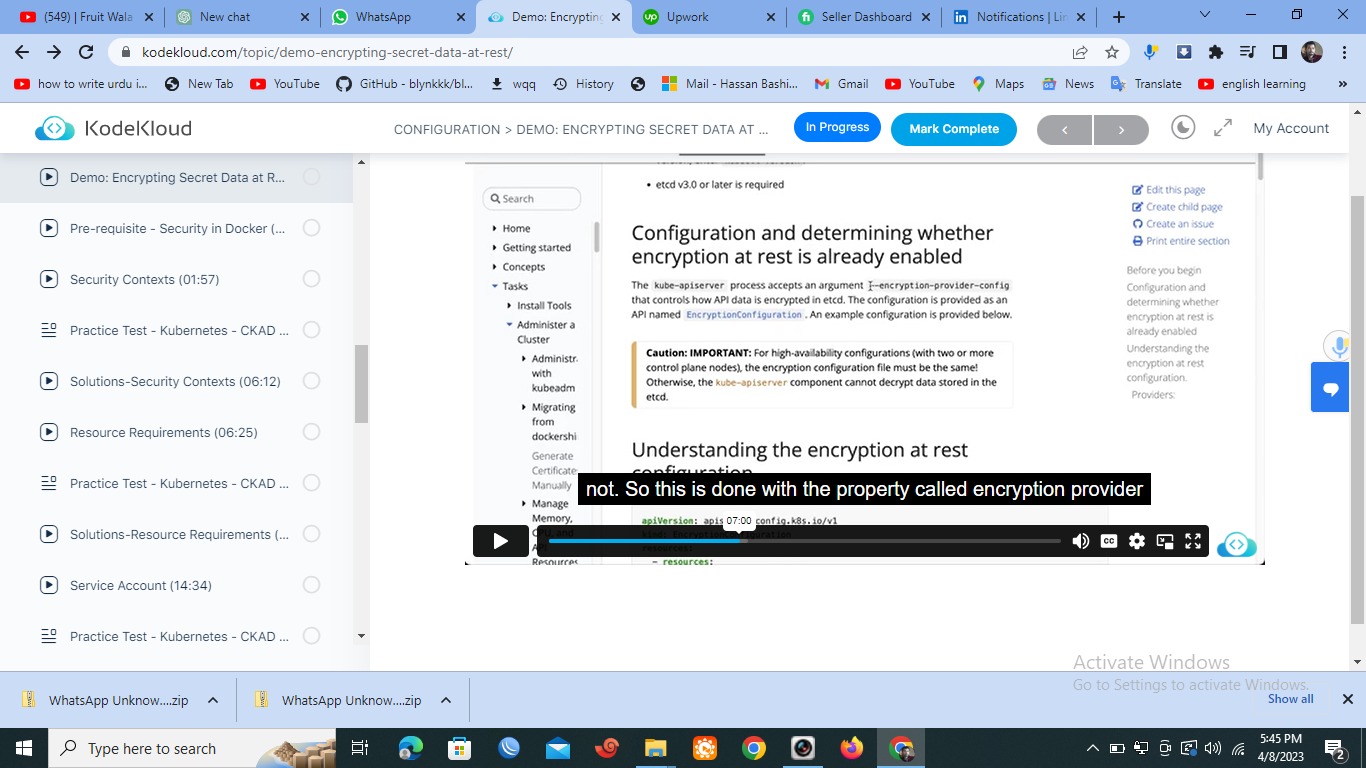 (549) | Fruit Wala
New chat
WhatsApp
Demo: Encrypting
Upwork
Seller Dashboard
Notifications | Lin
kodekloud.com/topic/demo-encrypting-secret-data-at-rest/
how to write urdu i...
New Tab
YouTube
GitHub - blynkkk/bl...
wqq
History
Mail - Hassan Bashi...
Gmail
YouTube
Maps
News
Translate
english learning
»
KodeKloud
CONFIGURATION > DEMO: ENCRYPTING SECRET DATA AT ...
In Progress
Mark Complete
My Account
Demo: Encrypting Secret Data at R...
Pre-requisite - Security in Docker (...
Security Contexts (01:57)
Practice Test - Kubernetes - CKAD ...
Solutions-Security Contexts (06:12)
Resource Requirements (06:25)
Practice Test - Kubernetes - CKAD ...
Solutions-Resource Requirements (...
Service Account (14:34)
Practice Test - Kubernetes - CKAD ...
Search
Home
Getting started
Concepts
Tasks
Install Tools
Administer a
Cluster
Administr
with
kubeadm
Migrating
from
dockershi
Generate
Certificate
Manually
Manage
Memory,
Resources
• etcd v3.0 or later is required
Configuration and determining whether
encryption at rest is already enabled
The kube-apiserver process accepts an argument --encryption-provider-config
that controls how API data is encrypted in etcd. The configuration is provided as an
API named EncryptionConfiguration. An example configuration is provided below.
Caution: IMPORTANT: For high-availability configurations (with two or more
control plane nodes), the encryption configuration file must be the same!
Otherwise, the kube-apiserver component cannot decrypt data stored in the
etcd.
Understanding the encryption at rest
configuration
not. So this is done with the property called encryption provider
apiVersion: apis
config.k8s.io/v1
07:00
kind: EncryptionConfiguration
resources:
- resources:
CC
Edit this page
Create child page
Create an issue
Print entire section
Before you begin
Configuration and
determining whether
encryption at rest is
already enabled
Understanding the
encryption at rest
configuration.
Providers:
Activate Windows
Go to Settings to activate Windows.
WhatsApp Unknow....zip
WhatsApp Unknow....zip
Show all
Type here to search
5:45 PM
4/8/2023
2